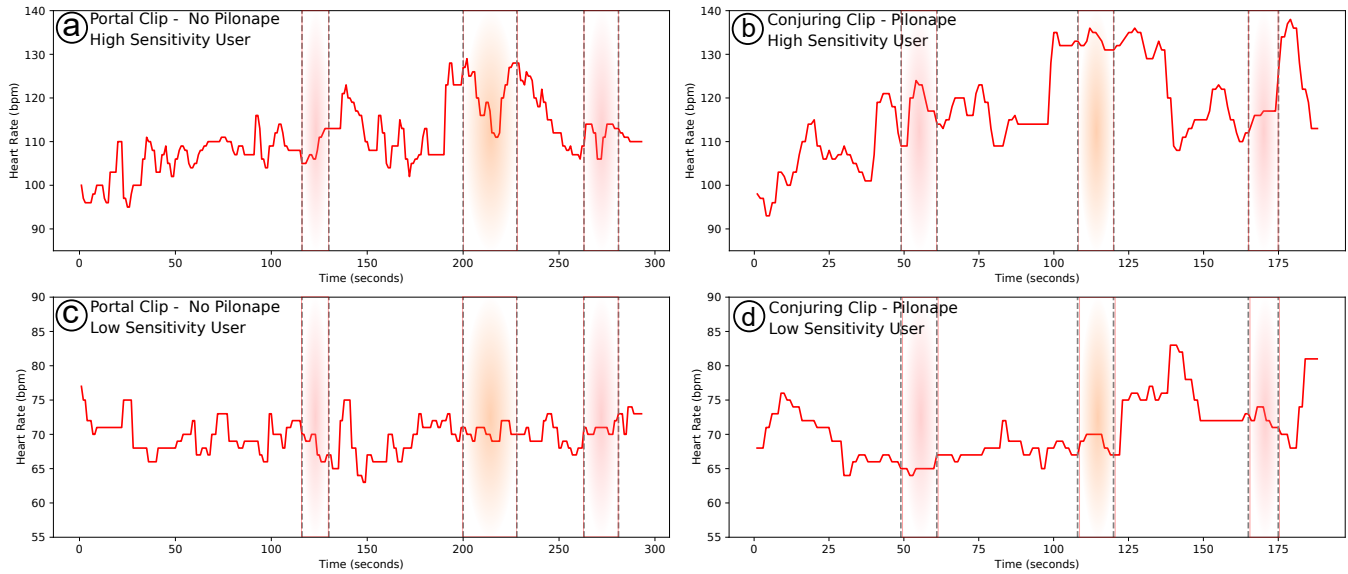 a
Portal Clip -  No Pilonape
High Sensitivity User
140
130
120
110
100
90
Heart Rate (bpm)
0
50
100
150
200
250
300
Time (seconds)
b
Conjuring Clip - Pilonape
High Sensitivity User
140
130
120
110
100
90
Heart Rate (bpm)
0
25
50
75
100
125
150
175
Time (seconds)
c
Portal Clip -  No Pilonape
Low Sensitivity User
90
85
80
75
70
65
60
55
Heart Rate (bpm)
0
50
100
150
200
250
300
Time (seconds)
d
Conjuring Clip - Pilonape
Low Sensitivity User
90
85
80
75
70
65
60
55
Heart Rate (bpm)
0
25
50
75
100
125
150
175
Time (seconds)